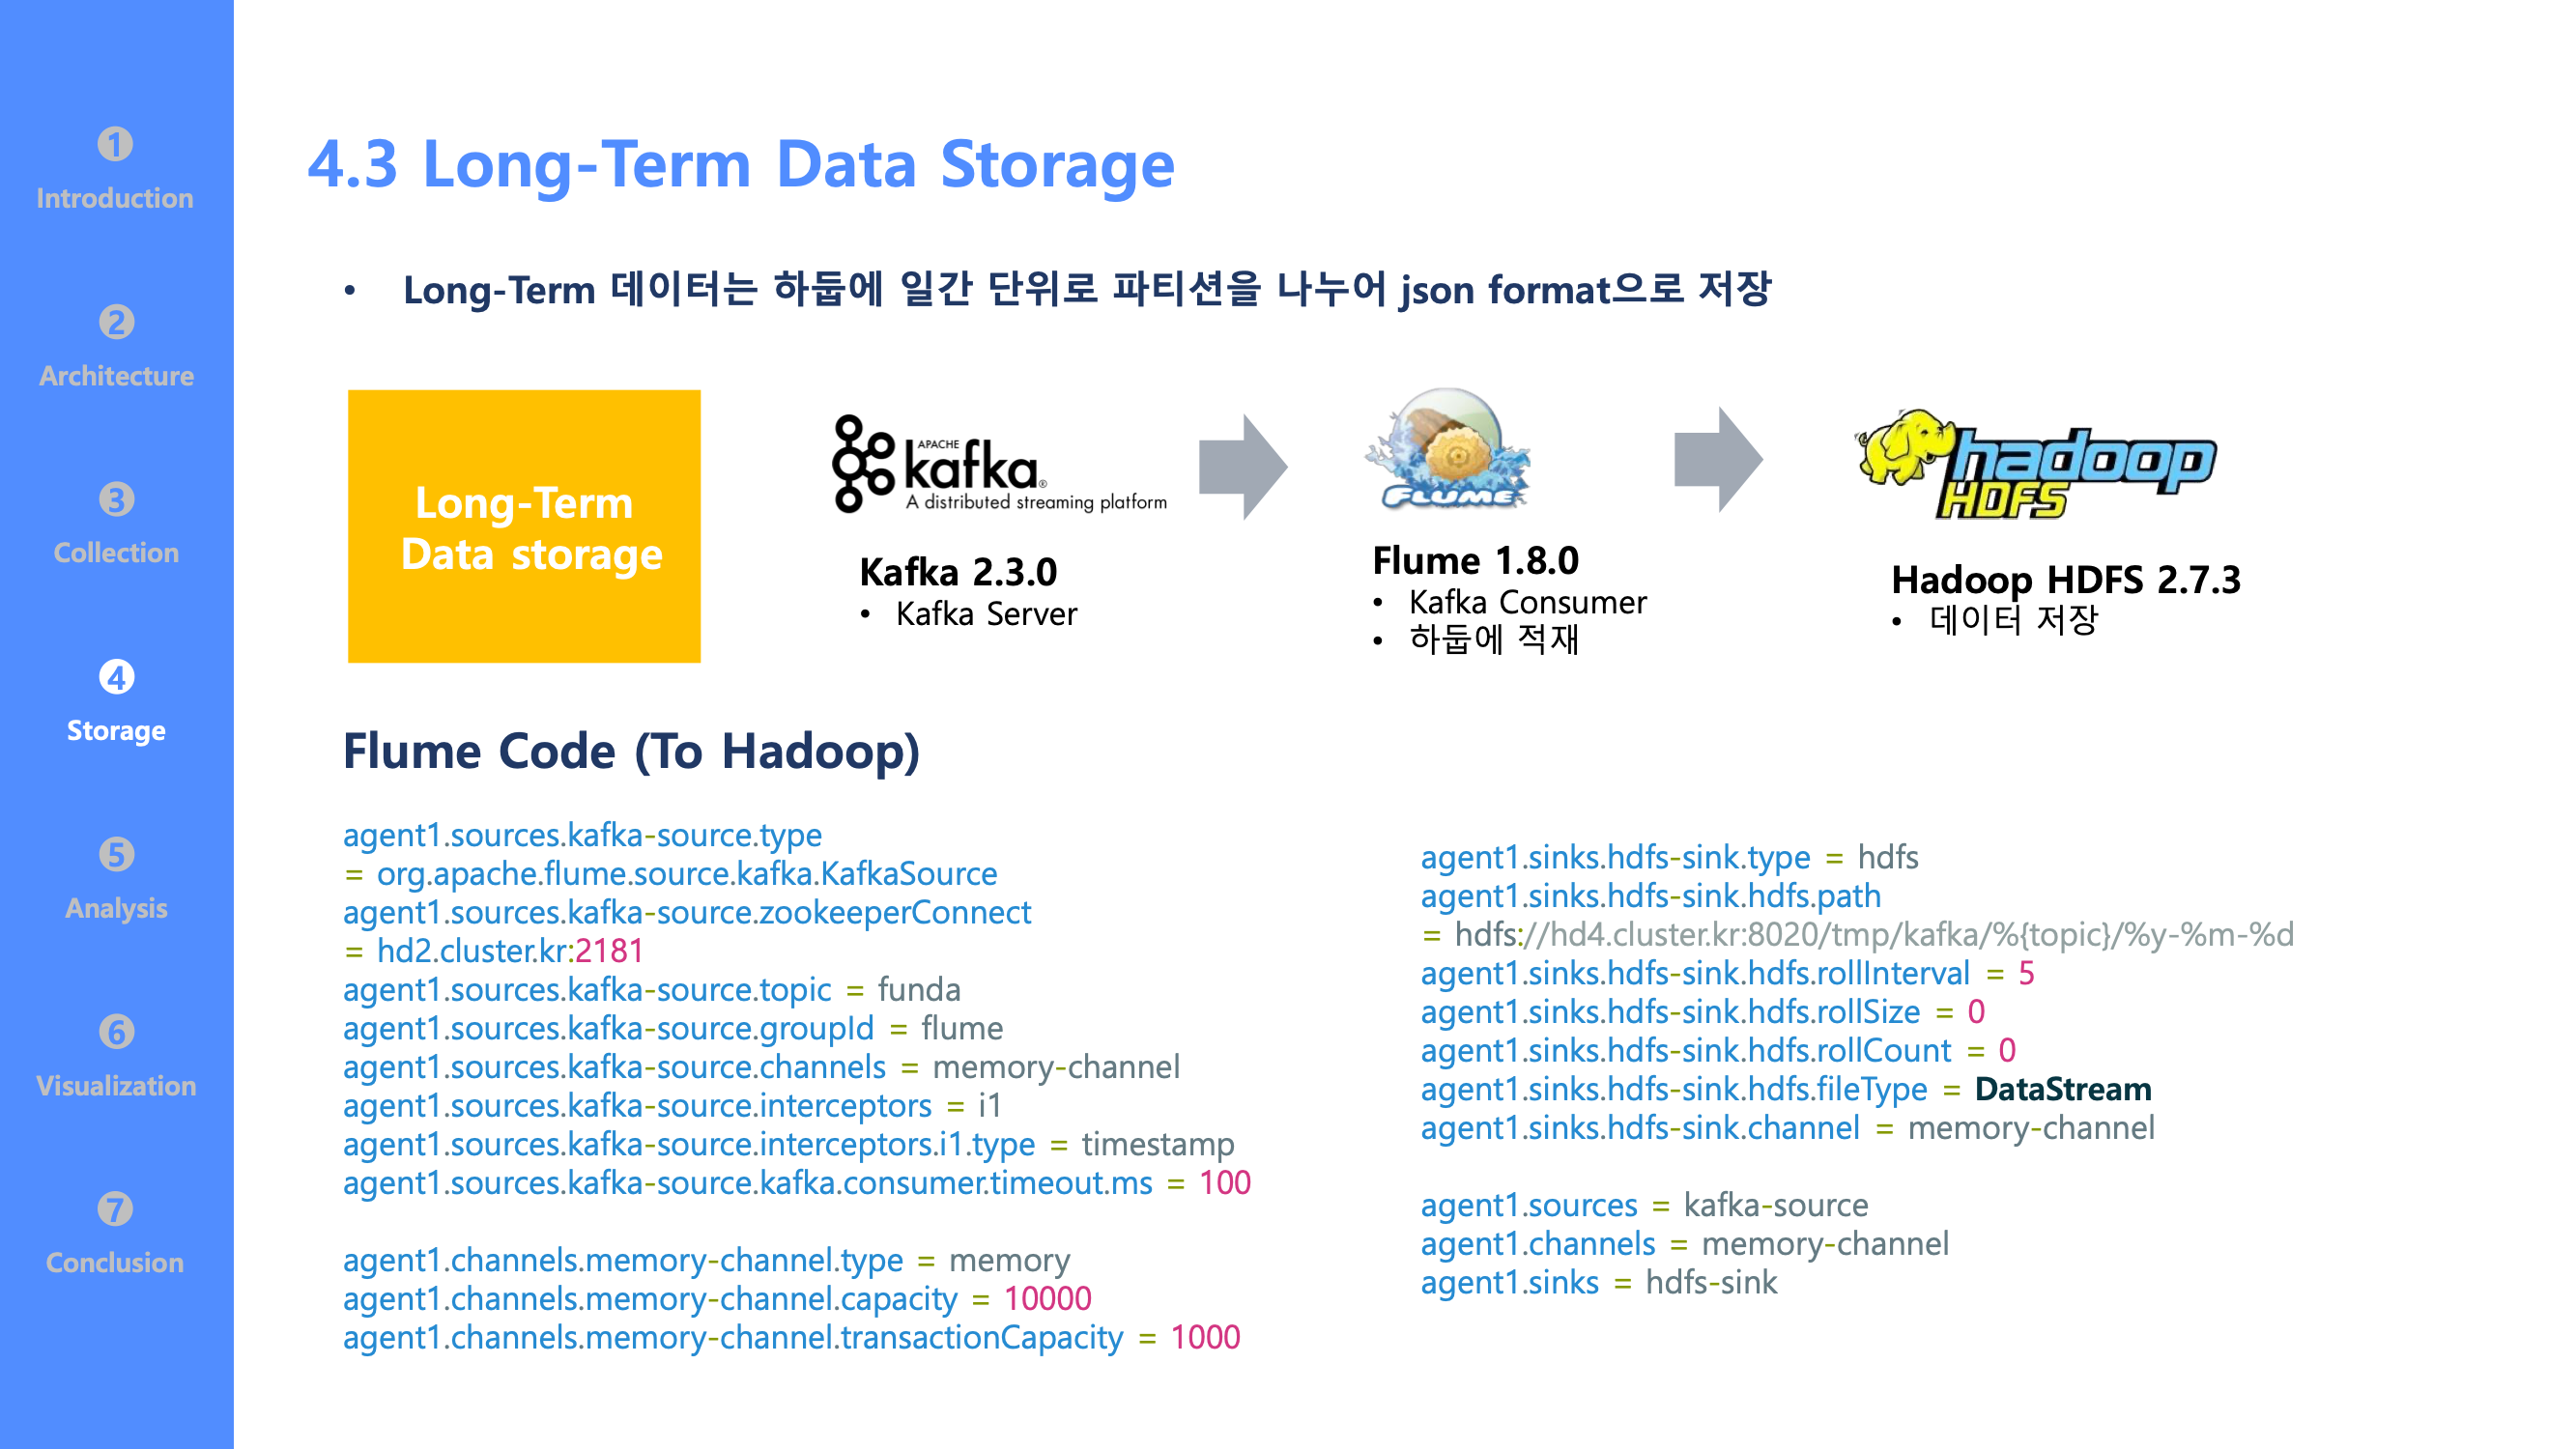 ❶
Introduction
❷
Architecture
❸
Collection
❹
Storage
❺
Analysis
❻
Visualization
❼
Conclusion
4.3 Long-Term Data Storage
• Long-Term 데이터는 하둡에 일간 단위로 파티션을 나누어 json format으로 저장
Long-Term
Data storage
APACHE
kafka®
A distributed streaming platform
Kafka 2.3.0
• Kafka Server
FLUME
Flume 1.8.0
• Kafka Consumer
• 하둡에 적재
hadoop
HDFS
Hadoop HDFS 2.7.3
• 데이터 저장
Flume Code (To Hadoop)
agent1.sources.kafka-source.type
= org.apache.flume.source.kafka.KafkaSource
agent1.sources.kafka-source.zookeeperConnect
= hd2.cluster.kr:2181
agent1.sources.kafka-source.topic = funda
agent1.sources.kafka-source.groupId = flume
agent1.sources.kafka-source.channels = memory-channel
agent1.sources.kafka-source.interceptors = i1
agent1.sources.kafka-source.interceptors.i1.type = timestamp
agent1.sources.kafka-source.kafka.consumer.timeout.ms = 100
agent1.channels.memory-channel.type = memory
agent1.channels.memory-channel.capacity = 10000
agent1.channels.memory-channel.transactionCapacity = 1000
agent1.sinks.hdfs-sink.type = hdfs
agent1.sinks.hdfs-sink.hdfs.path
= hdfs://hd4.cluster.kr:8020/tmp/kafka/%{topic}/%y-%m-%d
agent1.sinks.hdfs-sink.hdfs.rollInterval = 5
agent1.sinks.hdfs-sink.hdfs.rollSize = 0
agent1.sinks.hdfs-sink.hdfs.rollCount = 0
agent1.sinks.hdfs-sink.hdfs.fileType = DataStream
agent1.sinks.hdfs-sink.channel = memory-channel
agent1.sources = kafka-source
agent1.channels = memory-channel
agent1.sinks = hdfs-sink